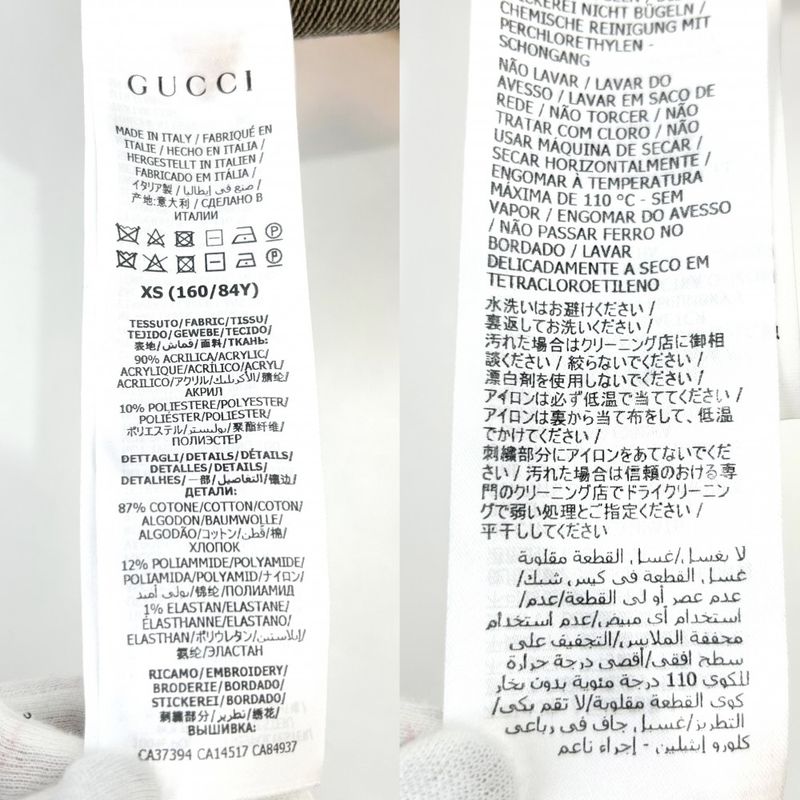 GUCCI
MADE IN ITALY / FABRIQUÉ EN
ITALIE / HECHO EN ITALIA /
HERGESTELLT IN ITALIEN /
FABRICADO EM ITÁLIA /
イタリア製 / صنع في إيطاليا /
产地:意大利 / СДЕЛАНО В
ИТАЛИИ
XS (160/84Y)
TESSUTO/FABRIC/TISSU/
TEJIDO/GEWEBE/TECIDO/
表地/قماش/面料/ТКАНЬ:
90% ACRILICA/ACRYLIC/
ACRYLIQUE/ACRÍLICO/ACRYL/
ACRÍLICO/アクリル/الأكريليك/腈纶/
АКРИЛ
10% POLIESTERE/POLYESTER/
POLIÉSTER/POLIESTER/
ポリエステル/بوليستر/聚酯纤维/
ПОЛИЭСТЕР
DETTAGLI/DETAILS/DÉTAILS/
DETALLES/DETAILS/
DETALHES/一部/التفاصيل/镶边/
ДЕТАЛИ:
87% COTONE/COTTON/COTON/
ALGODON/BAUMWOLLE/
ALGODÃO/コットン/قطن/棉/
ХЛОПОК
12% POLIAMMIDE/POLYAMIDE/
POLIAMIDA/POLYAMID/ナイロン/
بولي أميد/锦纶/ПОЛИАМИД
1% ELASTAN/ELASTANE/
ÉLASTHANNE/ELASTANO/
ELASTHAN/ポリウレタン/إيلاستين/
氨纶/ЭЛАСТАН
RICAMO/EMBROIDERY/
BRODERIE/BORDADO/
STICKEREI/BORDADO/
刺繍部分/تطريز/绣花/
ВЫШИВКА:
CA37394 CA14517 CA84937
STICKEREI NICHT BÜGELN /
CHEMISCHE REINIGUNG MIT
PERCHLORETHYLEN -
SCHONGANG
NÃO LAVAR / LAVAR DO
AVESSO / LAVAR EM SACO DE
REDE / NÃO TORCER / NÃO
TRATAR COM CLORO / NÃO
USAR MÁQUINA DE SECAR /
SECAR HORIZONTALMENTE /
ENGOMAR À TEMPERATURA
MÁXIMA DE 110 °C - SEM
VAPOR / ENGOMAR DO AVESSO
/ NÃO PASSAR FERRO NO
BORDADO / LAVAR
DELICADAMENTE A SECO EM
TETRACLOROETILENO
水洗いはお避けください /
裏返してお洗いください /
汚れた場合はクリーニング店に御相
談ください / 絞らないでください /
漂白剤を使用しないでください /
アイロンは必ず低温で当ててください /
アイロンは裏から当て布をして、低温
でかけてください /
刺繍部分にアイロンをあてないでくだ
さい / 汚れた場合は信頼のおける専
門のクリーニング店でドライクリーニン
グで弱い処理とご指定ください /
平干ししてください
لا يغسل/غسل القطعة مقلوبة
غسل القطعة في كيس شبك/
عدم عصر أو لى القطعة/عدم/
استخدام أي مبيض/عدم استخدام
مجففة الملابس/التجفيف على
سطح افقى/أقصى درجة حرارة
للكوي 110 درجة مئوية بدون بخار
كوى القطعة مقلوبة/لا تقم بكى/
التطريز/غسيل جاف فى رباعى
كلورو إيثيلين - إجراء ناعم